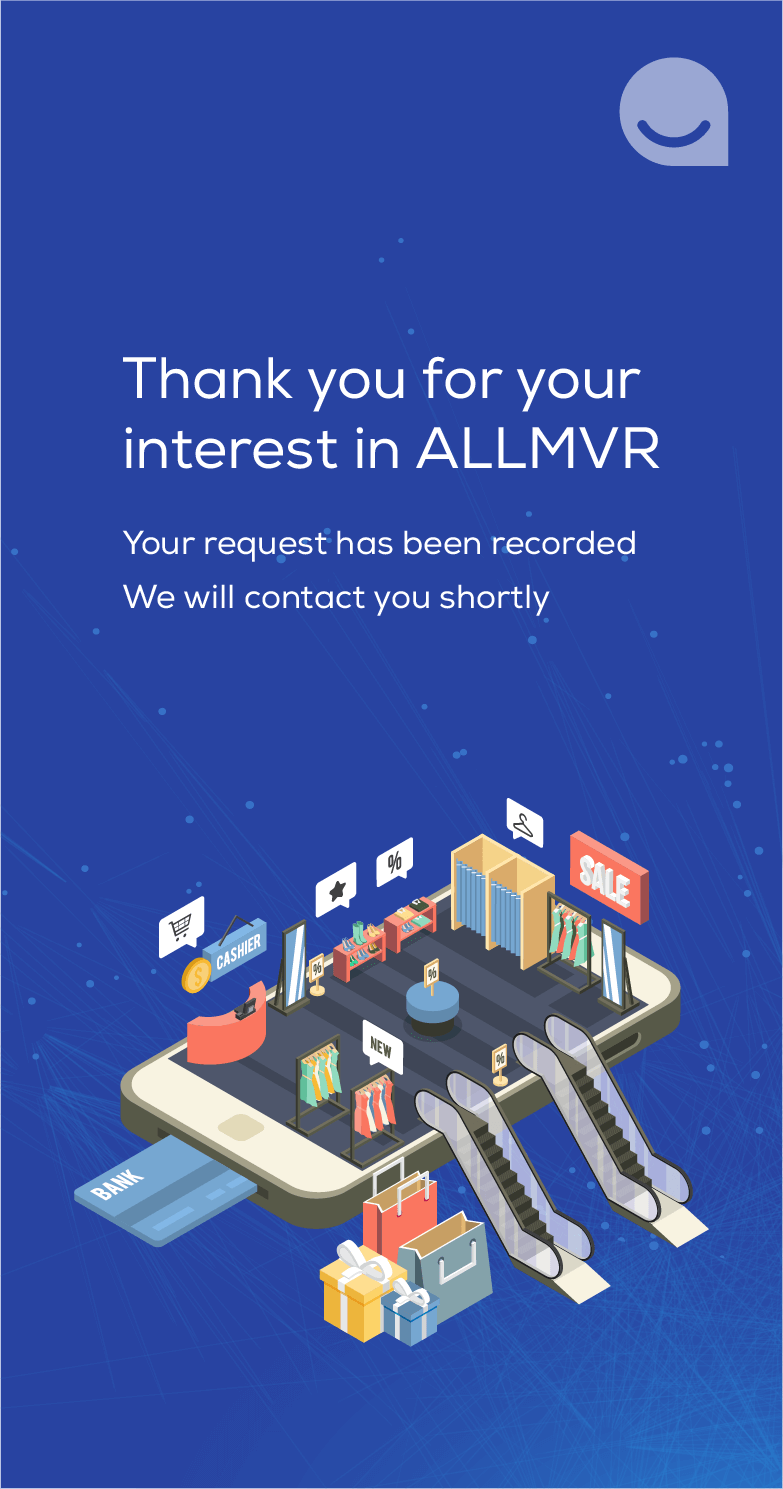 Thank you for your
interest in ALLMVR
Your request has been recorded
We will contact you shortly
%
SALE
CASHIER
$
%
%
NEW
%
BANK